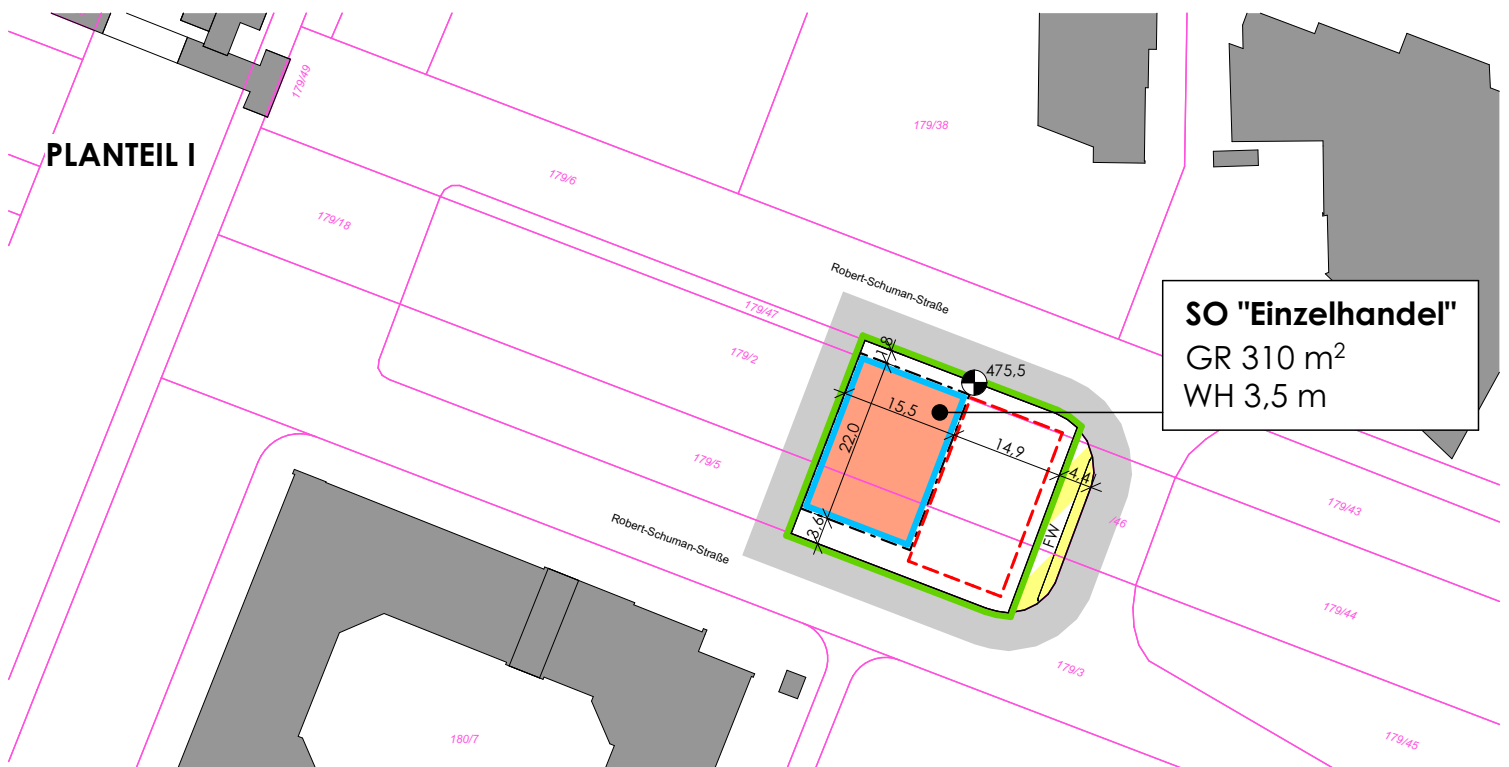 179/49
179/38
PLANTEIL I
179/6
179/18
Robert-Schuman-Straße
179/47
SO "Einzelhandel"
GR 310 m²
WH 3,5 m
179/2
1,8
475,5
15,5
22,0
14,9
179/5
4,4
179/43
/46
Robert-Schuman-Straße
3,6
FW
179/44
179/3
180/7
179/45